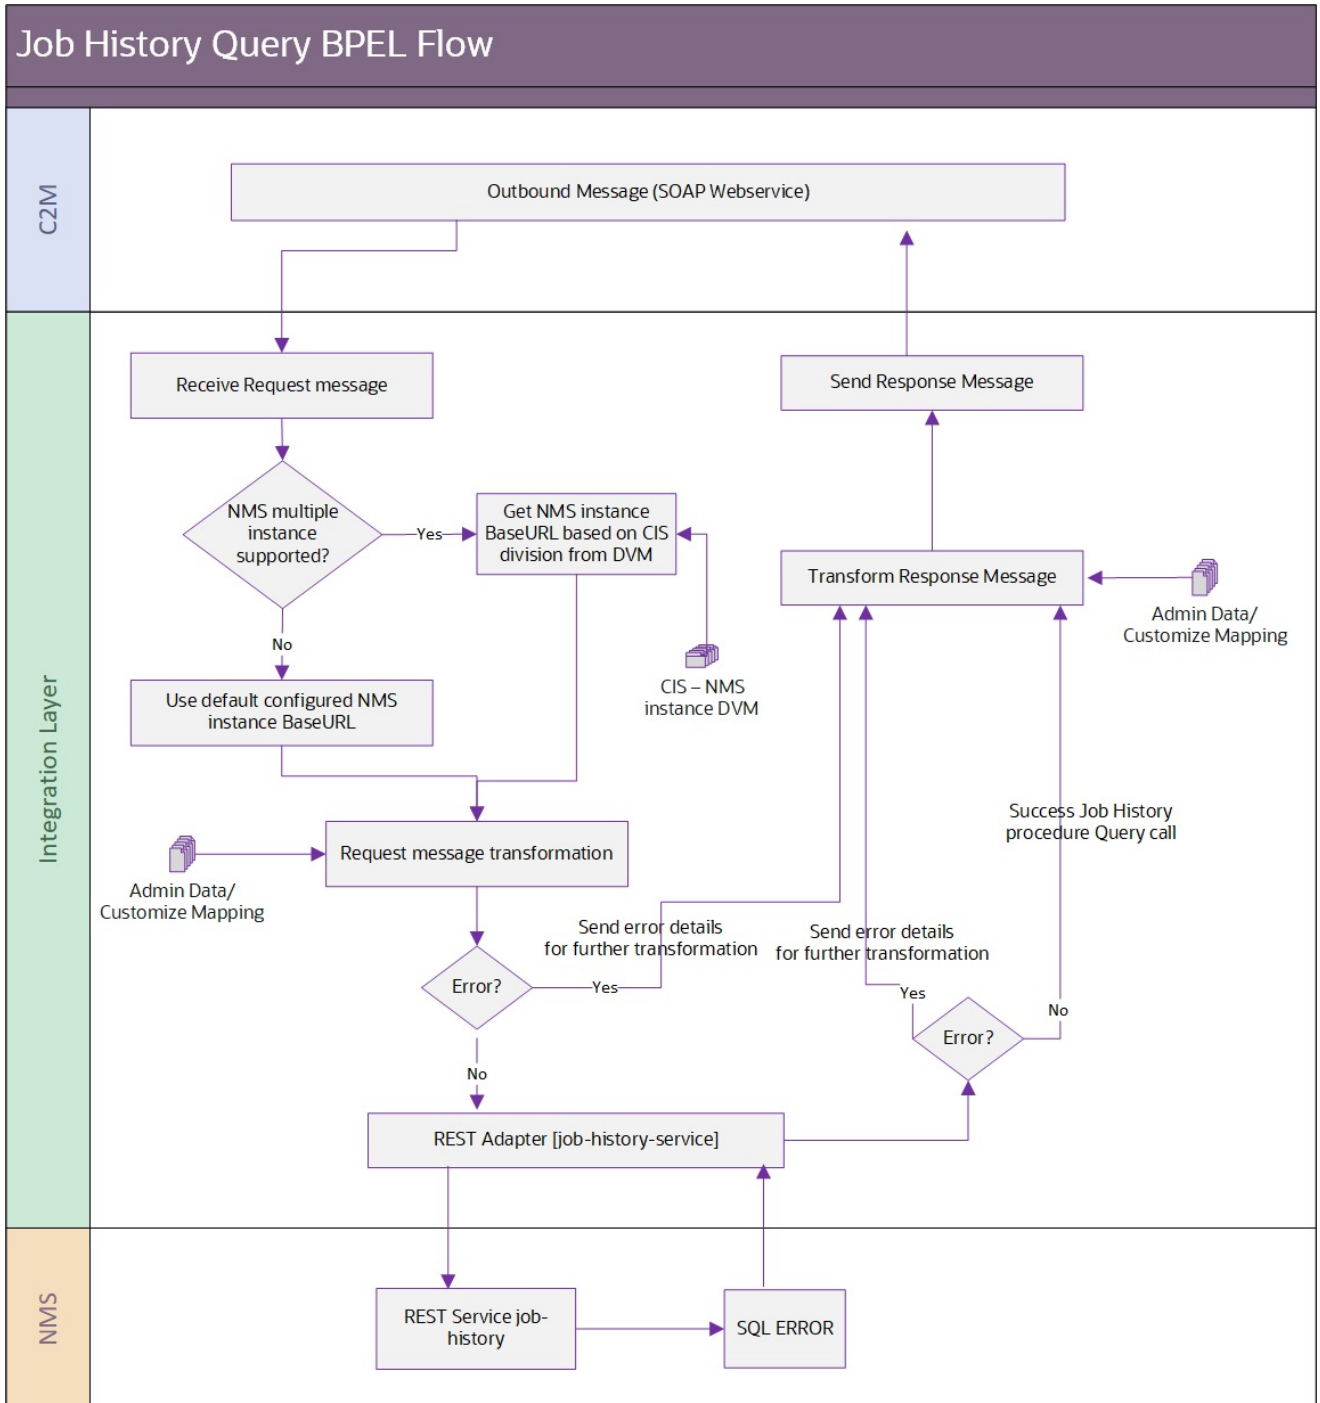 Job History Query BPEL Flow
C2M
Outbound Message (SOAP Webservice)
Integration Layer
Receive Request message
Send Response Message
NMS multiple
instance
supported?
Yes
Get NMS instance
BaseURL based on CIS
division from DVM
Transform Response Message
Admin Data/
Customize Mapping
No
CIS – NMS
instance DVM
Use default configured NMS
instance BaseURL
Success Job History
procedure Query call
Request message transformation
Admin Data/
Customize Mapping
Send error details
for further transformation
Send error details
for further transformation
Error?
Yes
Yes
No
Error?
No
REST Adapter [job-history-service]
NMS
REST Service job-
history
SQL ERROR